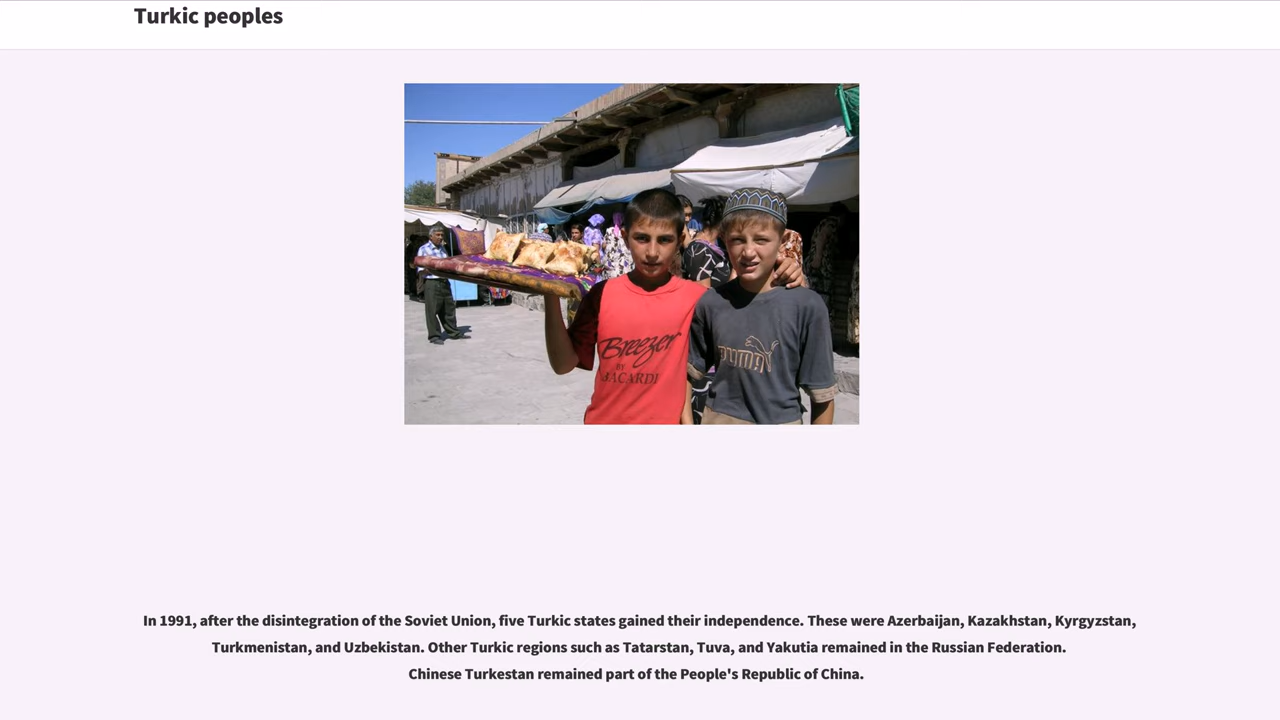 Turkic peoples
Breezer
BY
BACARDI
PUMA
In 1991, after the disintegration of the Soviet Union, five Turkic states gained their independence. These were Azerbaijan, Kazakhstan, Kyrgyzstan,
Turkmenistan, and Uzbekistan. Other Turkic regions such as Tatarstan, Tuva, and Yakutia remained in the Russian Federation.
Chinese Turkestan remained part of the People's Republic of China.